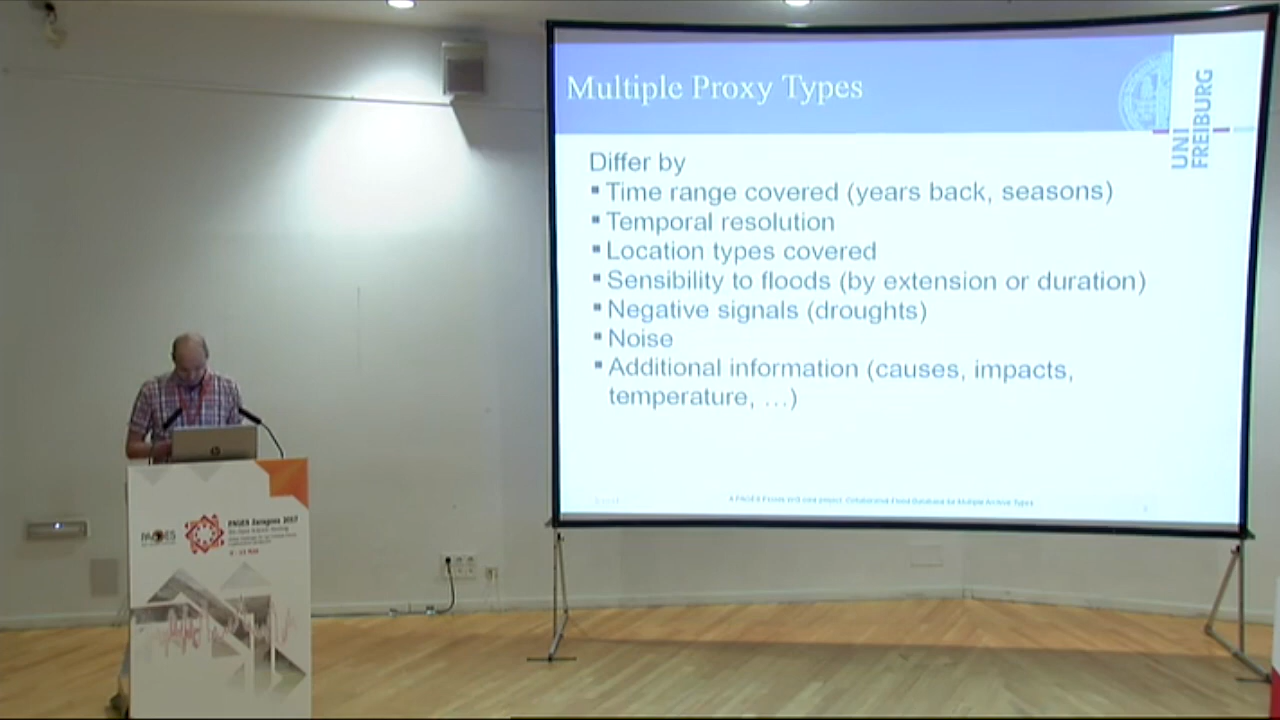 Multiple Proxy Types
UNI
FREIBURG
Differ by
▪ Time range covered (years back, seasons)
▪ Temporal resolution
▪ Location types covered
▪ Sensibility to floods (by extension or duration)
▪ Negative signals (droughts)
▪ Noise
▪ Additional information (causes, impacts,
temperature, …)
PAGES
PAGES Zaragoza 2017